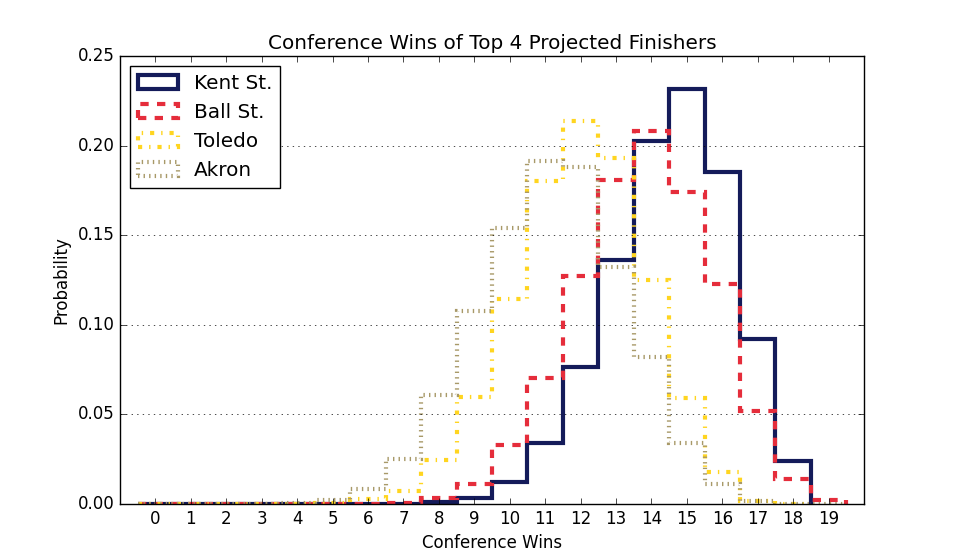 Conference Wins of Top 4 Projected Finishers
0.25
0.20
0.15
0.10
0.05
0.00
Probability
Kent St.
Ball St.
Toledo
Akron
0 1 2 3 4 5 6 7 8 9 10 11 12 13 14 15 16 17 18 19
Conference Wins